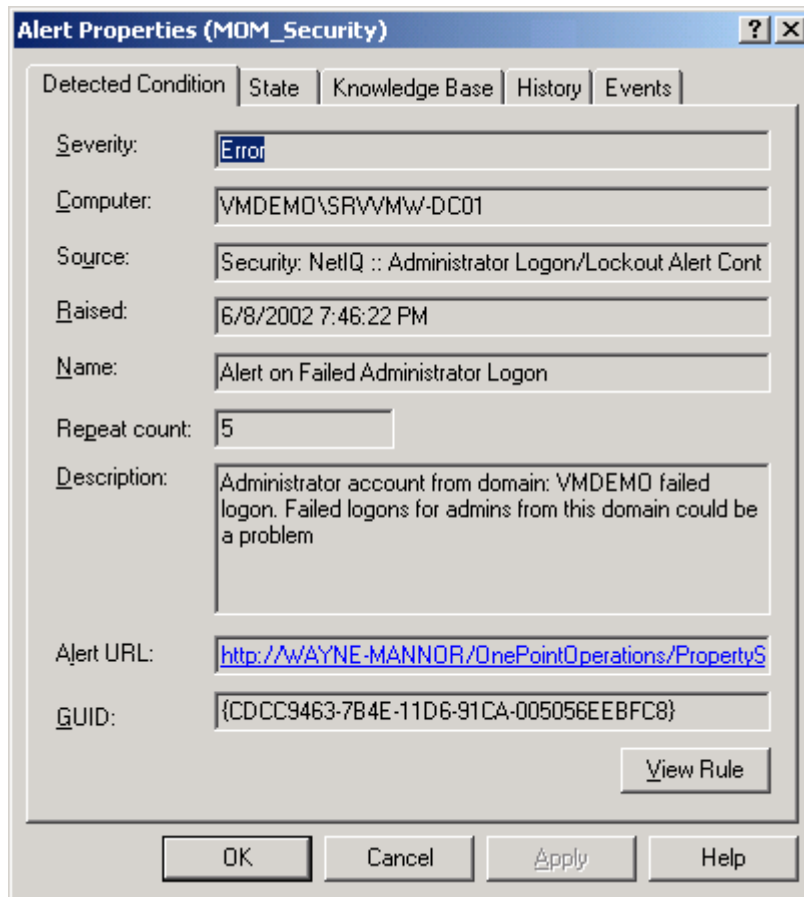 Alert Properties (MOM_Security)
Detected Condition State Knowledge Base History Events
Severity: Error
Computer: VMDEMO\SRVVMW-DC01
Source: Security: NetIQ :: Administrator Logon/Lockout Alert Cont
Raised: 6/8/2002 7:46:22 PM
Name: Alert on Failed Administrator Logon
Repeat count: 5
Description: Administrator account from domain: VMDEMO failed
logon. Failed logons for admins from this domain could be
a problem
Alert URL: http://WAYNE-MANNOR/OnePointOperations/PropertyS
GUID: {CDCC9463-7B4E-11D6-91CA-005056EEBFC8}
View Rule
OK Cancel Apply Help